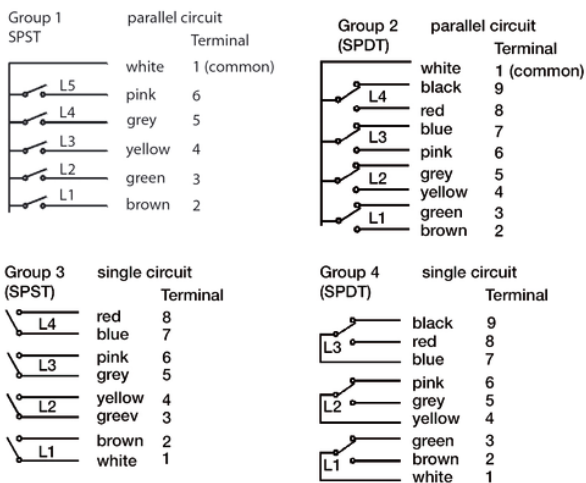 Group 1 parallel circuit
SPST Terminal
white 1 (common)
L5 pink 6
L4 grey 5
L3 yellow 4
L2 green 3
L1 brown 2
Group 2 parallel circuit
(SPDT) Terminal
white 1 (common)
black 9
L4
red 8
blue 7
L3
pink 6
grey 5
L2
yellow 4
green 3
L1
brown 2
Group 3 single circuit
(SPST) Terminal
red 8
L4
blue 7
pink 6
L3
grey 5
yellow 4
L2
greev 3
brown 2
L1
white 1
Group 4 single circuit
(SPDT) Terminal
black 9
L3 red 8
blue 7
pink 6
L2 grey 5
yellow 4
green 3
L1 brown 2
white 1